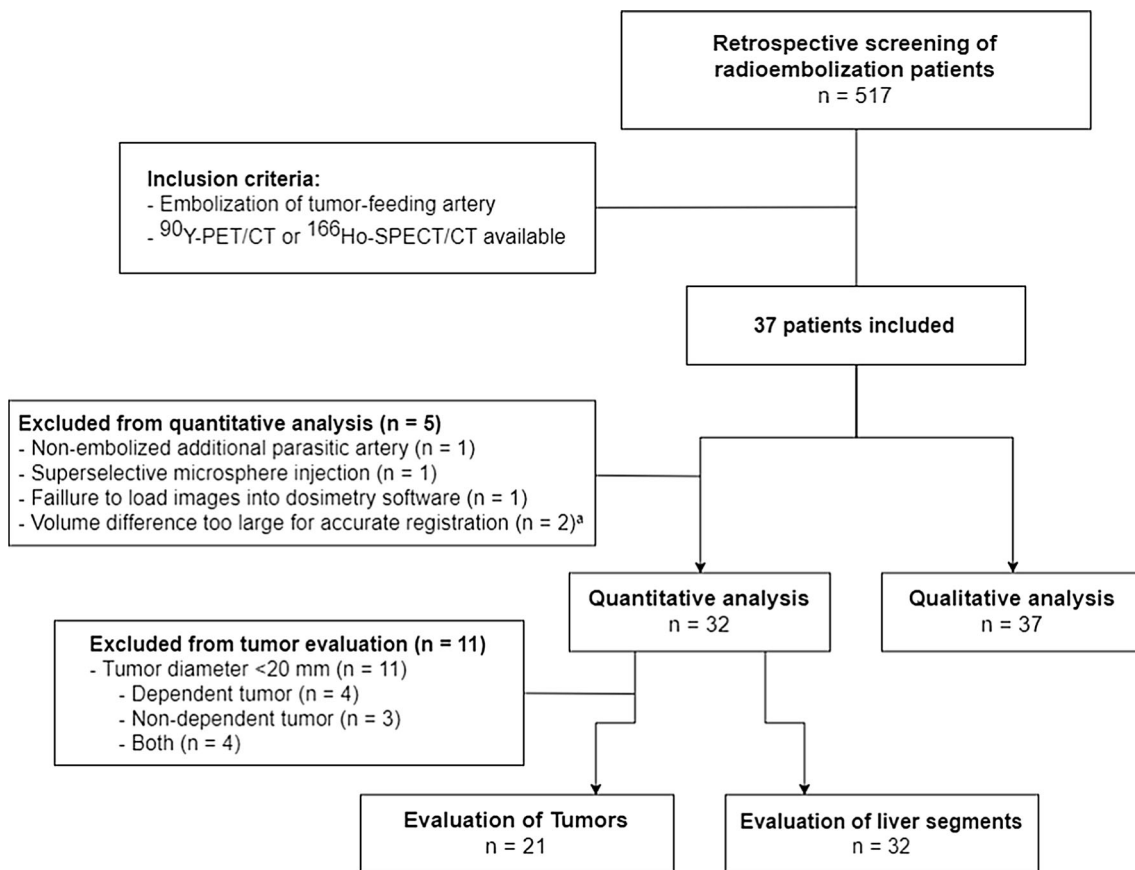 Retrospective screening of
radioembolization patients
n = 517
Inclusion criteria:
- Embolization of tumor-feeding artery
- ⁹⁰Y-PET/CT or ¹⁶⁶Ho-SPECT/CT available
37 patients included
Excluded from quantitative analysis (n = 5)
- Non-embolized additional parasitic artery (n = 1)
- Superselective microsphere injection (n = 1)
- Faillure to load images into dosimetry software (n = 1)
- Volume difference too large for accurate registration (n = 2)ᵃ
Quantitative analysis
n = 32
Qualitative analysis
n = 37
Excluded from tumor evaluation (n = 11)
- Tumor diameter <20 mm (n = 11)
- Dependent tumor (n = 4)
- Non-dependent tumor (n = 3)
- Both (n = 4)
Evaluation of Tumors
n = 21
Evaluation of liver segments
n = 32